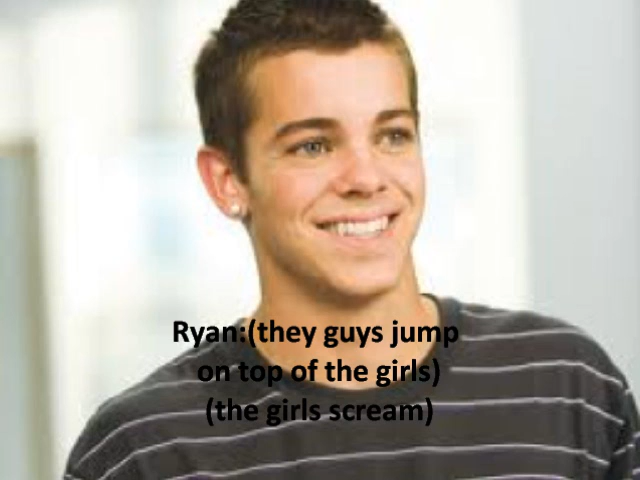 Ryan:(they guys jump
on top of the girls)
(the girls scream)